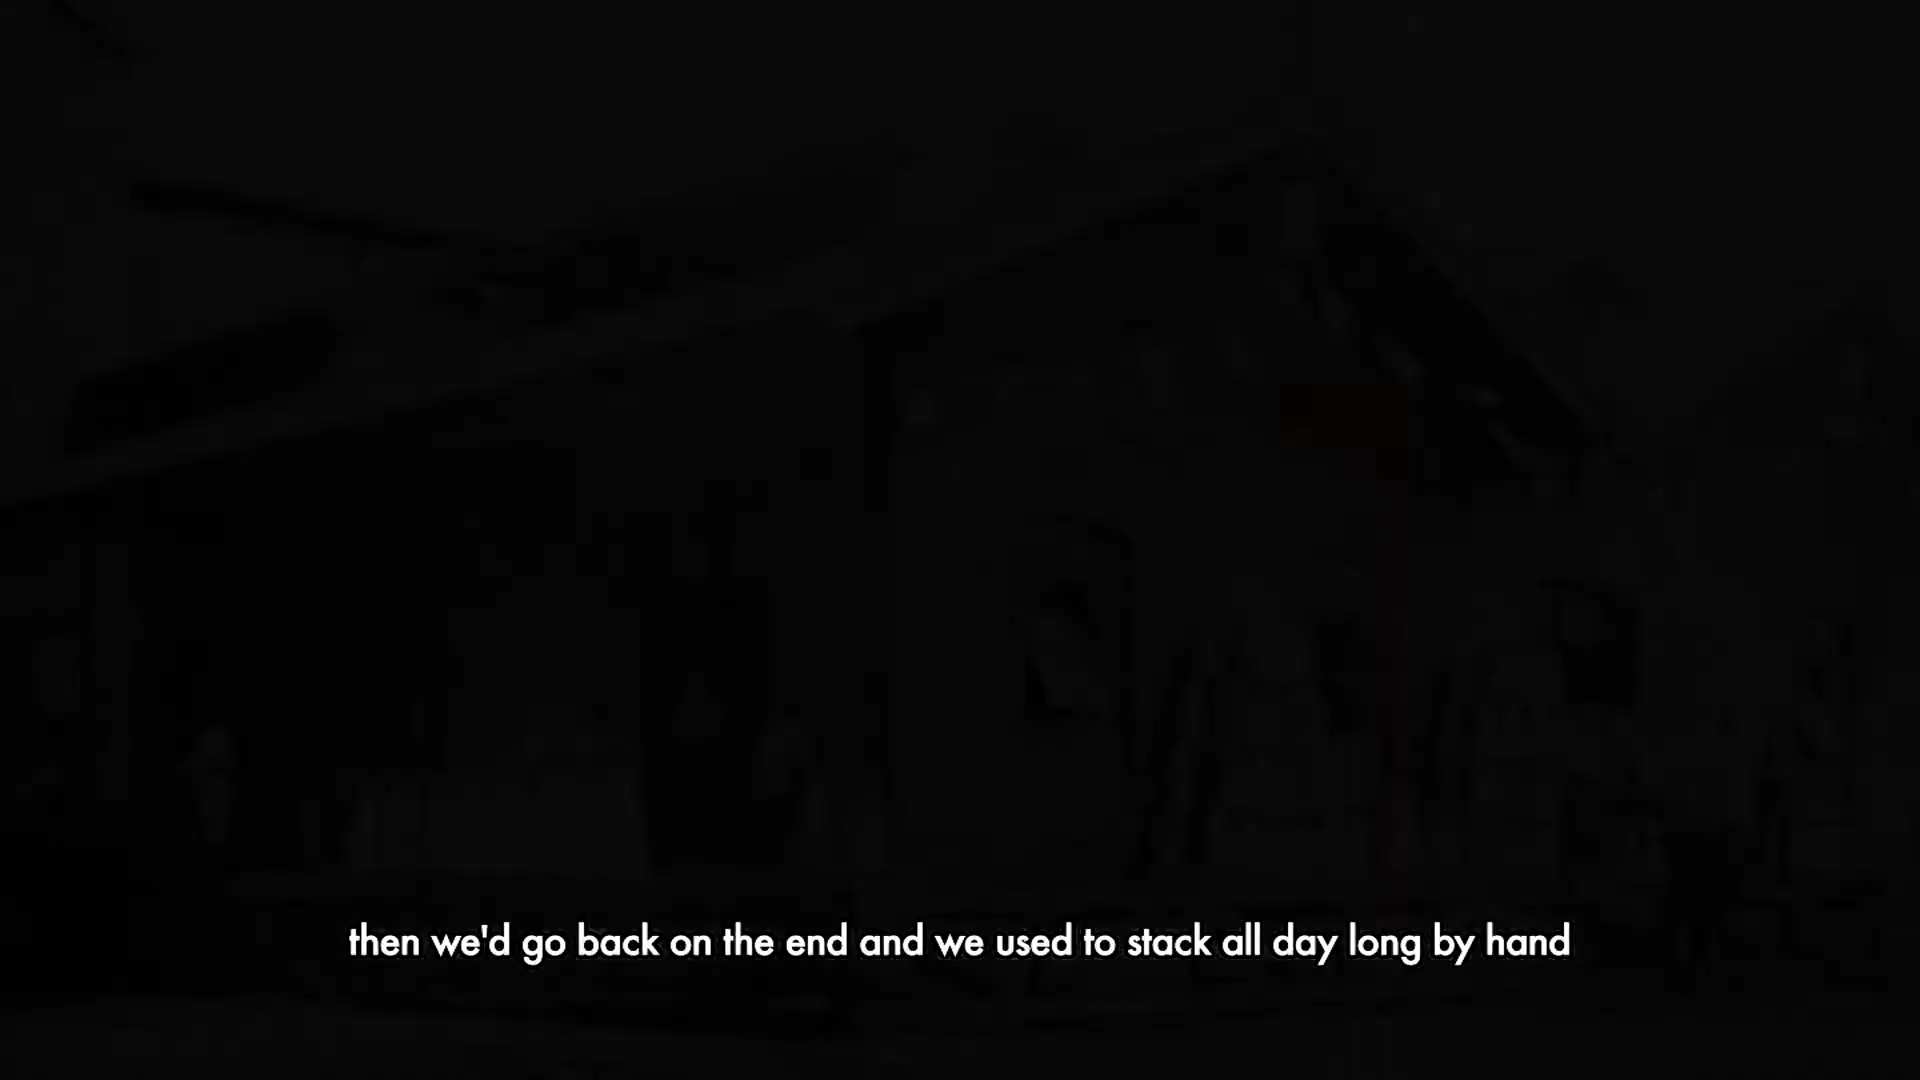 then we'd go back on the end and we used to stack all day long by hand